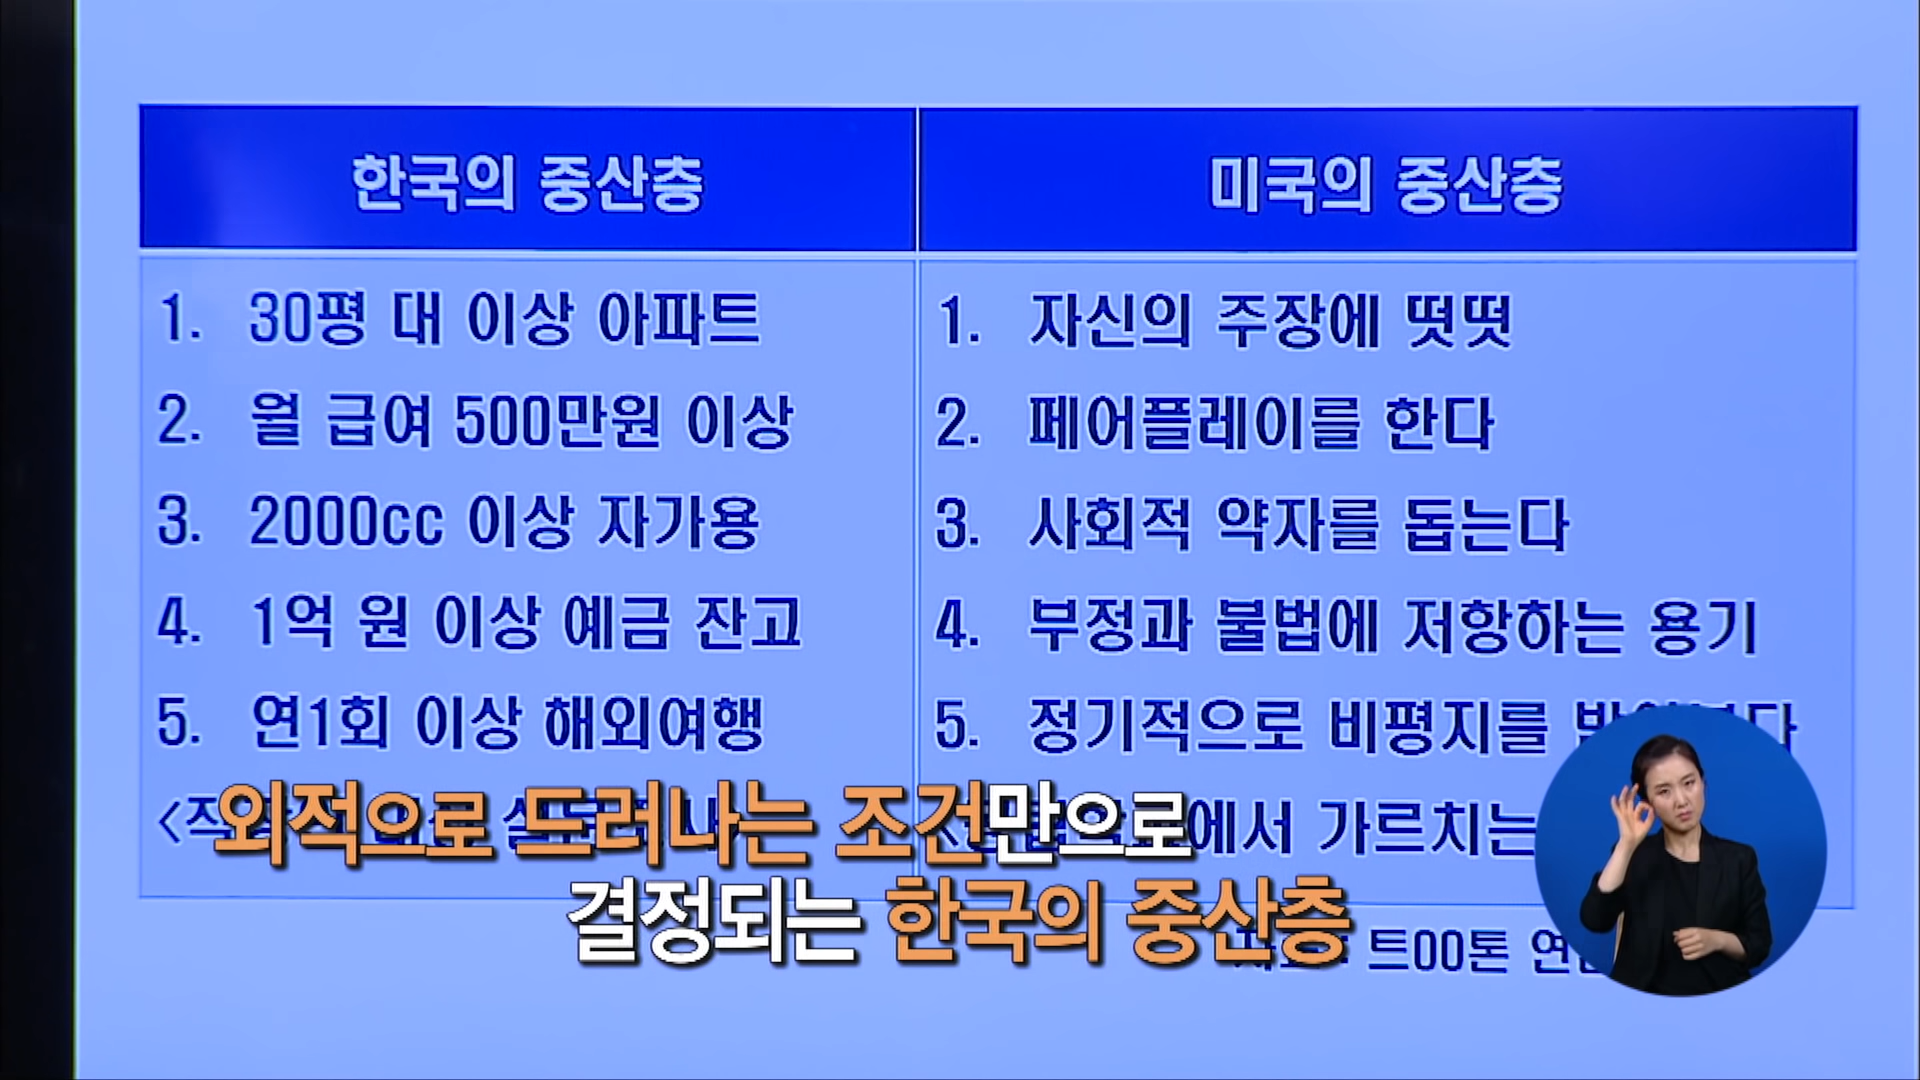 한국의 중산층
미국의 중산층
1. 30평 대 이상 아파트
2. 월 급여 500만원 이상
3. 2000cc 이상 자가용
4. 1억 원 이상 예금 잔고
5. 연1회 이상 해외여행
1. 자신의 주장에 떳떳
2. 페어플레이를 한다
3. 사회적 약자를 돕는다
4. 부정과 불법에 저항하는 용기
5. 정기적으로 비평지를
에서 가르치는
외적으로 드러나는 조건만으로
결정되는 한국의 중산층
트00톤